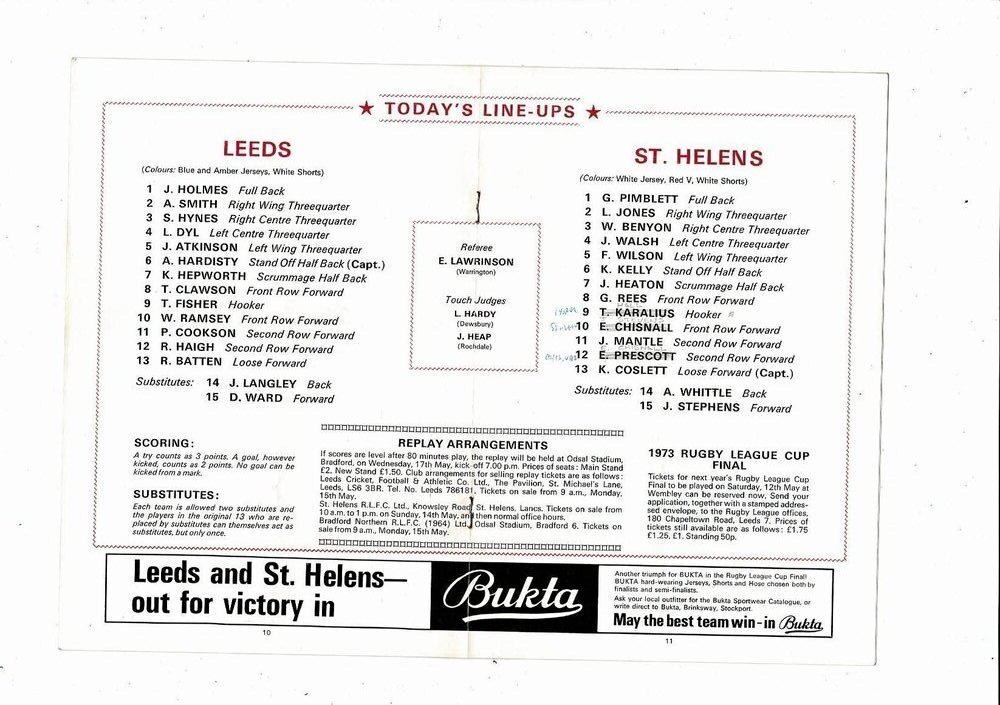 ★ TODAY'S LINE-UPS ★
LEEDS
(Colours: Blue and Amber Jerseys, White Shorts)
1 J. HOLMES Full Back
2 A. SMITH Right Wing Threequarter
3 S. HYNES Right Centre Threequarter
4 L. DYL Left Centre Threequarter
5 J. ATKINSON Left Wing Threequarter
6 A. HARDISTY Stand Off Half Back (Capt.)
7 K. HEPWORTH Scrummage Half Back
8 T. CLAWSON Front Row Forward
9 T. FISHER Hooker
10 W. RAMSEY Front Row Forward
11 P. COOKSON Second Row Forward
12 R. HAIGH Second Row Forward
13 R. BATTEN Loose Forward
Substitutes: 14 J. LANGLEY Back
15 D. WARD Forward
SCORING:
A try counts as 3 points. A goal, however
kicked, counts as 2 points. No goal can be
kicked from a mark.
SUBSTITUTES:
Each team is allowed two substitutes and
the players in the original 13 who are re-
placed by substitutes can themselves act as
substitutes, but only once.
Referee
E. LAWRINSON
(Warrington)
Touch Judges
L. HARDY
(Dewsbury)
J. HEAP
(Rochdale)
ST. HELENS
(Colours: White Jersey, Red V, White Shorts)
1 G. PIMBLETT Full Back
2 L. JONES Right Wing Threequarter
3 W. BENYON Right Centre Threequarter
4 J. WALSH Left Centre Threequarter
5 F. WILSON Left Wing Threequarter
6 K. KELLY Stand Off Half Back
7 J. HEATON Scrummage Half Back
8 G. REES Front Row Forward
9 T. KARALIUS Hooker
10 E. CHISNALL Front Row Forward
11 J. MANTLE Second Row Forward
12 E. PRESCOTT Second Row Forward
13 K. COSLETT Loose Forward (Capt.)
Substitutes: 14 A. WHITTLE Back
15 J. STEPHENS Forward
REPLAY ARRANGEMENTS
If scores are level after 80 minutes play, the replay will be held at Odsal Stadium,
Bradford, on Wednesday, 17th May, kick-off 7.00 p.m. Prices of seats: Main Stand
£2, New Stand £1.50. Club arrangements for selling replay tickets are as follows:
Leeds Cricket, Football & Athletic Co. Ltd., The Pavilion, St. Michael's Lane,
Leeds, LS6 3BR. Tel. No. Leeds 786181. Tickets on sale from 9 a.m., Monday,
15th May.
St. Helens R.L.F.C. Ltd., Knowsley Road, St. Helens, Lancs. Tickets on sale from
10 a.m. to 1 p.m. on Sunday, 14th May, and then normal office hours.
Bradford Northern R.L.F.C. (1964) Ltd., Odsal Stadium, Bradford 6. Tickets on
sale from 9 a.m., Monday, 15th May.
1973 RUGBY LEAGUE CUP
FINAL
Tickets for next year's Rugby League Cup
Final to be played on Saturday, 12th May at
Wembley can be reserved now. Send your
application, together with a stamped addres-
sed envelope, to the Rugby League offices,
180 Chapeltown Road, Leeds 7. Prices of
tickets still available are as follows: £1.75
£1.25, £1. Standing 50p.
Leeds and St. Helens—
out for victory in
Bukta
Another triumph for BUKTA in the Rugby League Cup Final!
BUKTA hard-wearing Jerseys, Shorts and Hose chosen both by
finalists and semi-finalists.
Ask your local outfitter for the Bukta Sportwear Catalogue, or
write direct to Bukta, Brinksway, Stockport.
May the best team win-in Bukta
10
11